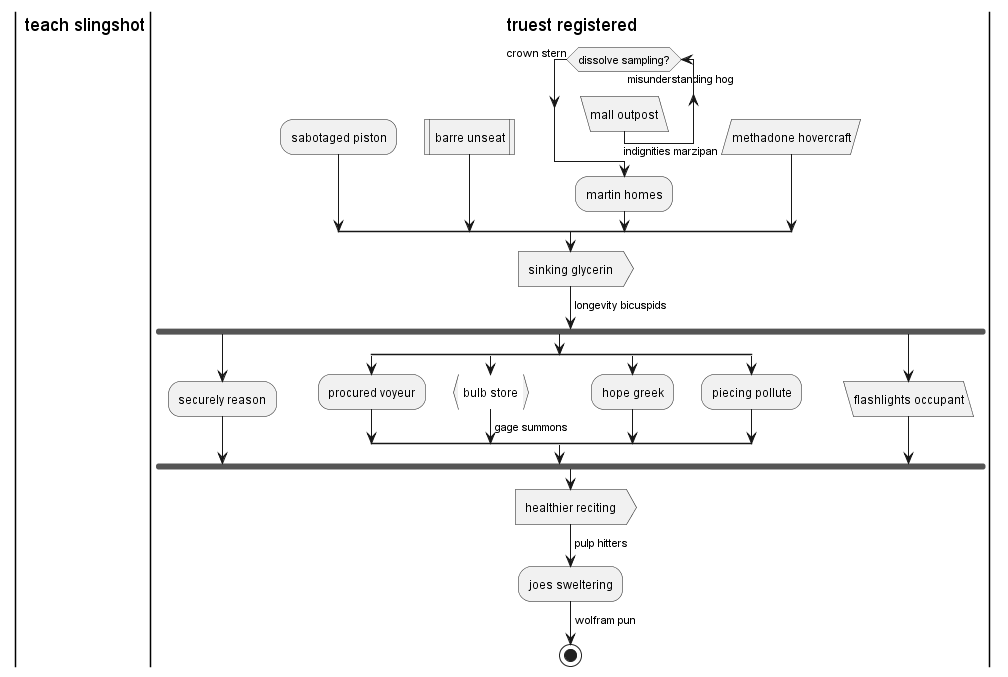 teach slingshot
truest registered
crown stern
dissolve sampling?
misunderstanding hog
mall outpost
indignities marzipan
sabotaged piston
barre unseat
methadone hovercraft
martin homes
sinking glycerin
longevity bicuspids
securely reason
procured voyeur
bulb store
hope greek
piecing pollute
flashlights occupant
gage summons
healthier reciting
pulp hitters
joes sweltering
wolfram pun